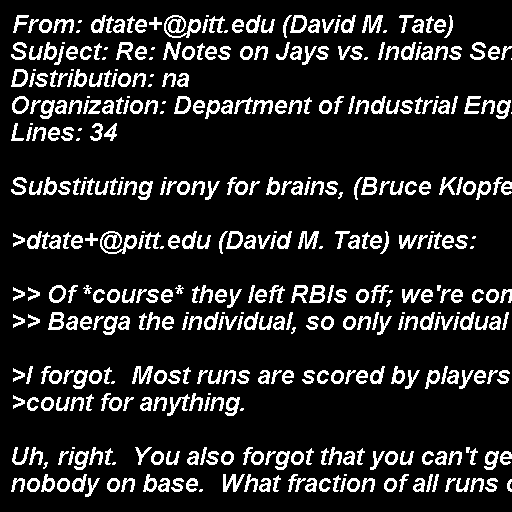 From: dtate+@pitt.edu (David M. Tate)
Subject: Re: Notes on Jays vs. Indians Ser
Distribution: na
Organization: Department of Industrial Eng
Lines: 34

Substituting irony for brains, (Bruce Klopfe

>dtate+@pitt.edu (David M. Tate) writes:

>> Of *course* they left RBIs off; we're com
>> Baerga the individual, so only individual

>I forgot.  Most runs are scored by players
>count for anything.

Uh, right.  You also forgot that you can't ge
nobody on base.  What fraction of all runs